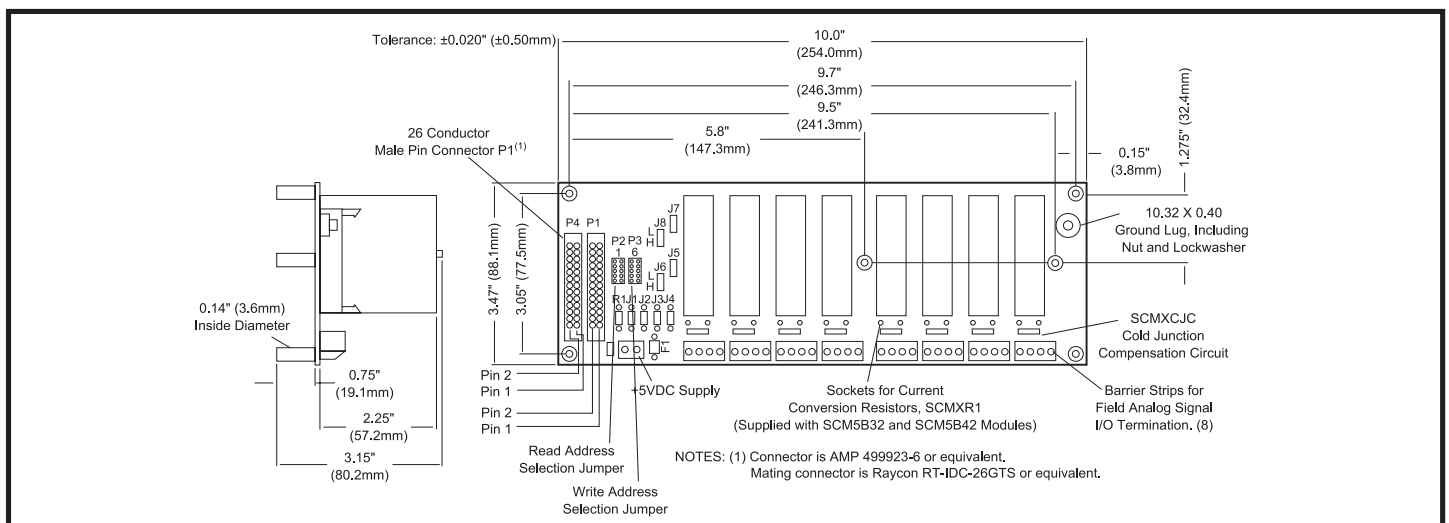 Tolerance: ±0.020" (±0.50mm)
10.0"
(254.0mm)
9.7"
(246.3mm)
9.5"
(241.3mm)
5.8"
(147.3mm)
1.275" (32.4mm)
0.15"
(3.8mm)
26 Conductor
Male Pin Connector P1(1)
10.32 X 0.40
Ground Lug, Including
Nut and Lockwasher
3.47" (88.1mm)
3.05" (77.5mm)
P4 P1
P2 P3
1 6
J7
J8
L
H
J5
J6
L
H
R1 J1 J2 J3 J4
F1
0.14" (3.6mm)
Inside Diameter
SCMXCJC
Cold Junction
Compensation Circuit
0.75"
(19.1mm)
2.25"
(57.2mm)
3.15"
(80.2mm)
Pin 2
Pin 1
Pin 2
Pin 1
+5VDC Supply
Sockets for Current
Conversion Resistors, SCMXR1
(Supplied with SCM5B32 and SCM5B42 Modules)
Barrier Strips for
Field Analog Signal
I/O Termination. (8)
Read Address
Selection Jumper
Write Address
Selection Jumper
NOTES: (1) Connector is AMP 499923-6 or equivalent.
Mating connector is Raycon RT-IDC-26GTS or equivalent.